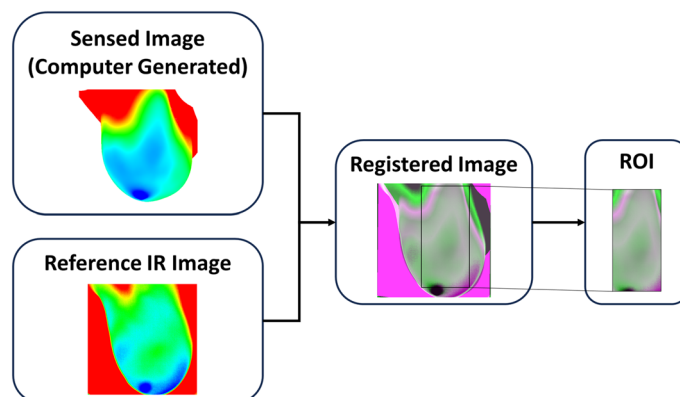 Sensed Image
(Computer Generated)
Reference IR Image
Registered Image
ROI